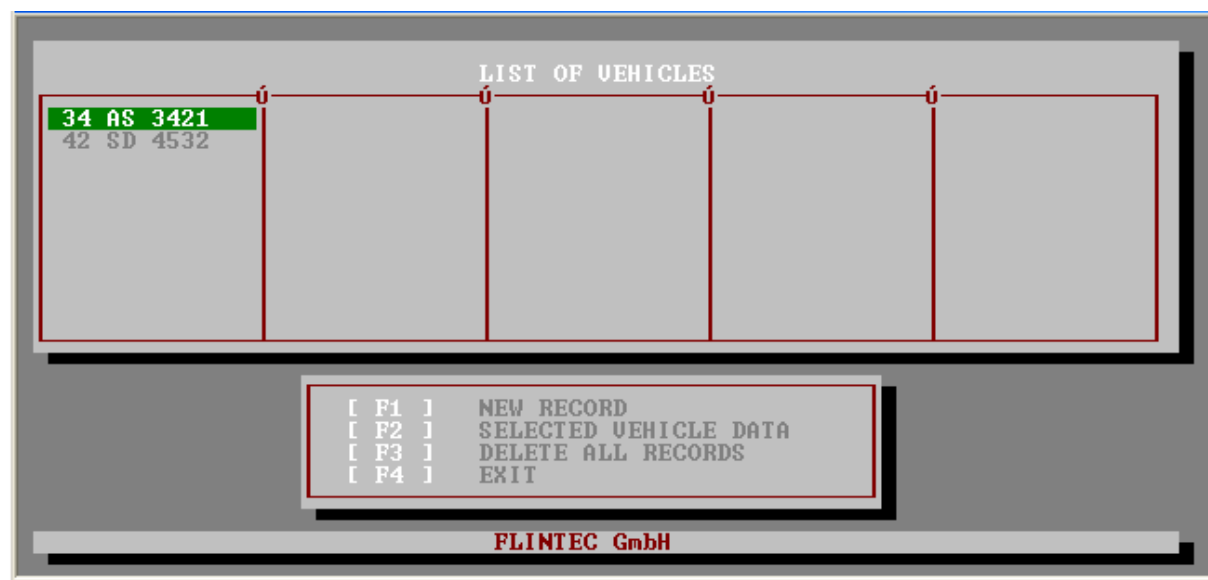 LIST OF VEHICLES
Ú Ú Ú Ú
34 AS 3421
42 SD 4532
[ F1 ] NEW RECORD
[ F2 ] SELECTED VEHICLE DATA
[ F3 ] DELETE ALL RECORDS
[ F4 ] EXIT
FLINTEC GmbH